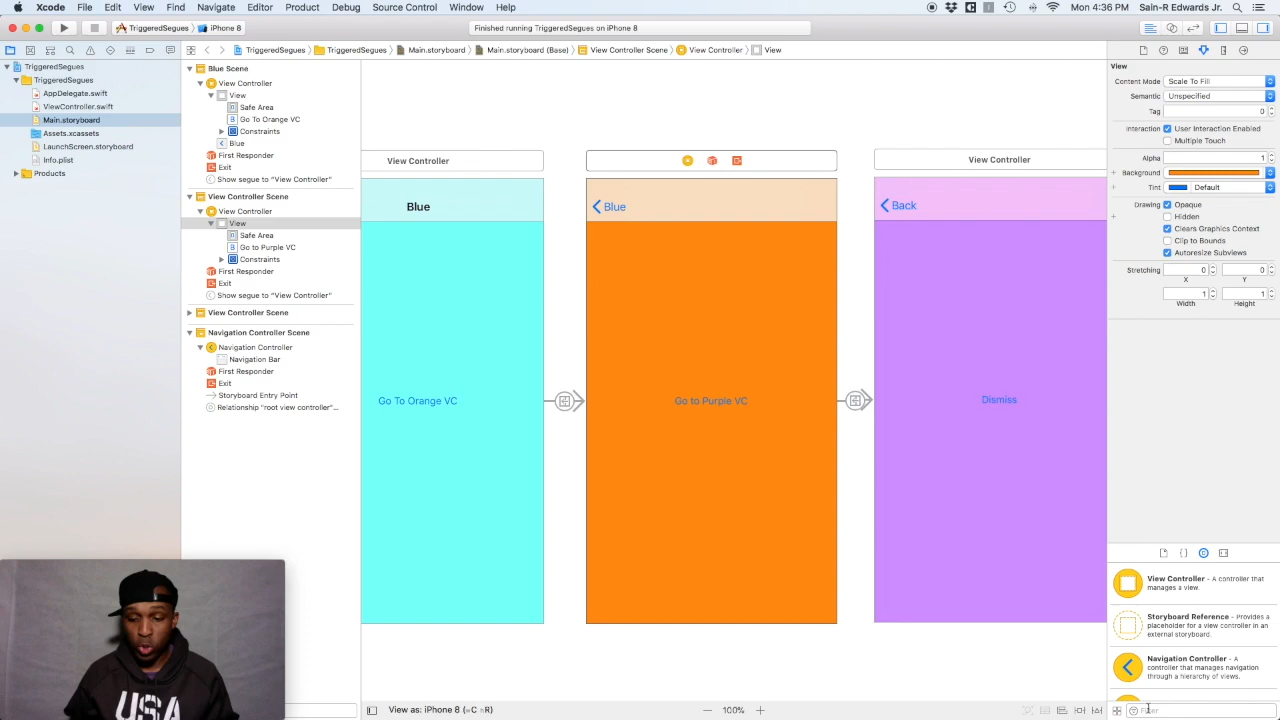 Xcode File Edit View Find Navigate Editor Product Debug Source Control Window Help
Mon 4:36 PM Sain-R Edwards Jr.
TriggeredSegues iPhone 8
Finished running TriggeredSegues on iPhone 8
TriggeredSegues TriggeredSegues Main.storyboard Main.storyboard (Base) View Controller Scene View Controller View
TriggeredSegues
TriggeredSegues
AppDelegate.swift
ViewController.swift
Main.storyboard
Assets.xcassets
LaunchScreen.storyboard
Info.plist
Products
Blue Scene
View Controller
View
Safe Area
Go To Orange VC
Constraints
Blue
First Responder
Exit
Show segue to "View Controller"
View Controller Scene
View Controller
View
Safe Area
Go to Purple VC
Constraints
First Responder
Exit
Show segue to "View Controller"
View Controller Scene
Navigation Controller Scene
Navigation Controller
Navigation Bar
First Responder
Exit
Storyboard Entry Point
Relationship "root view controller"...
View Controller
Blue
Go To Orange VC
Blue
Go to Purple VC
View Controller
Back
Dismiss
View as: iPhone 8 (wC hR)
100%
View
Content Mode Scale To Fill
Semantic Unspecified
Tag 0
Interaction User Interaction Enabled
Multiple Touch
Alpha 1
Background
Tint Default
Drawing Opaque
Hidden
Clears Graphics Context
Clip to Bounds
Autoresize Subviews
Stretching 0 0
X Y
1 1
Width Height
View Controller - A controller that
manages a view.
Storyboard Reference - Provides a
placeholder for a view controller in an
external storyboard.
Navigation Controller - A
controller that manages navigation
through a hierarchy of views.
Filter
USA